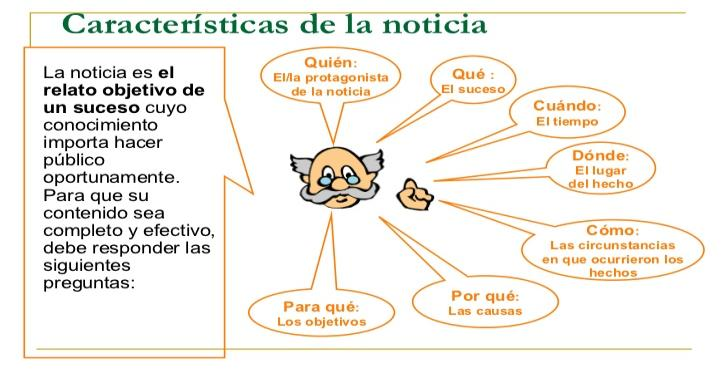 Características de la noticia
La noticia es el
relato objetivo de
un suceso cuyo
conocimiento
importa hacer
público
oportunamente.
Para que su
contenido sea
completo y efectivo,
debe responder las
siguientes
preguntas:
Quién:
El/la protagonista
de la noticia
Qué :
El suceso
Cuándo:
El tiempo
Dónde:
El lugar
del hecho
Cómo:
Las circunstancias
en que ocurrieron los
hechos
Por qué:
Las causas
Para qué:
Los objetivos